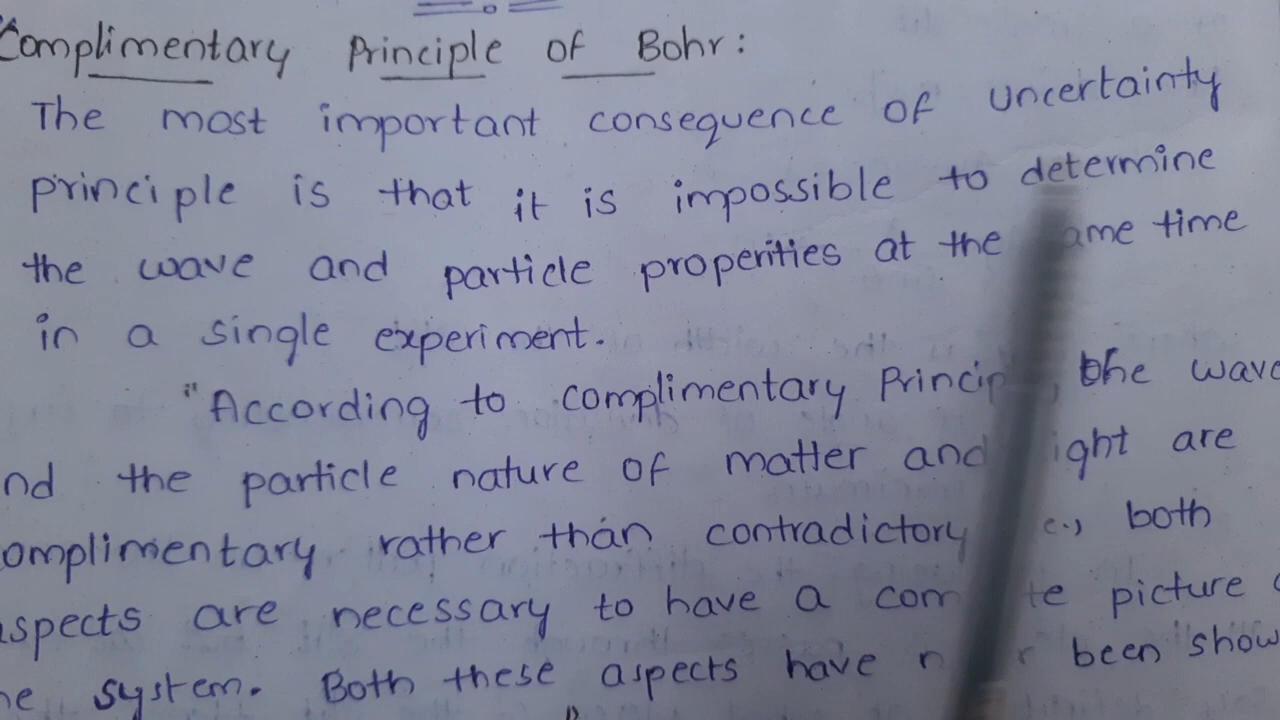 Complimentary Principle of Bohr:
The most important consequence of uncertainty
principle is that it is impossible to determine
the wave and particle properities at the ame time
in a single experiment.
"According to complimentary Princip , the wave
nd the particle nature of matter and ight are
omplimentary rather than contradictory e., both
aspects are necessary to have a com te picture
he system. Both these aspects have n r been show